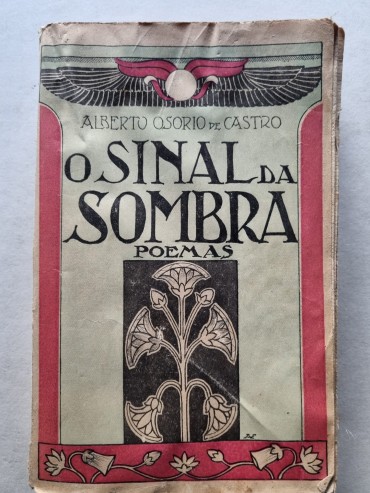 ALBERTO OSORIO DE CASTRO
O SINAL DA
SOMBRA
POEMAS